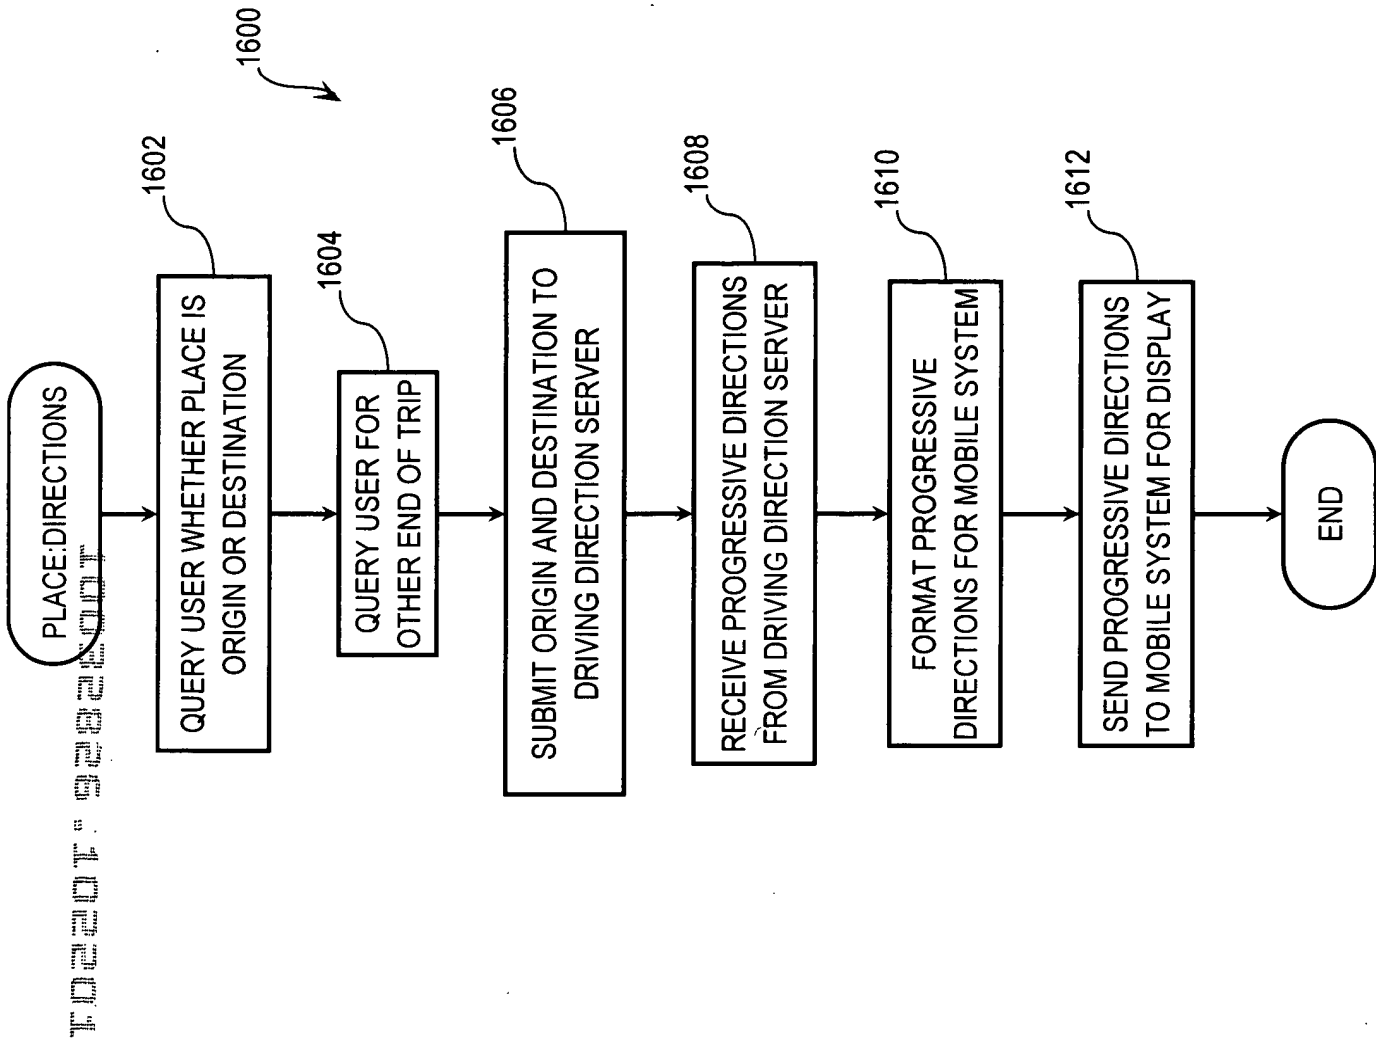 1600
PLACE:DIRECTIONS
1602
QUERY USER WHETHER PLACE IS
ORIGIN OR DESTINATION
1604
QUERY USER FOR
OTHER END OF TRIP
1606
SUBMIT ORIGIN AND DESTINATION TO
DRIVING DIRECTION SERVER
1608
RECEIVE PROGRESSIVE DIRECTIONS
FROM DRIVING DIRECTION SERVER
1610
FORMAT PROGRESSIVE
DIRECTIONS FOR MOBILE SYSTEM
1612
SEND PROGRESSIVE DIRECTIONS
TO MOBILE SYSTEM FOR DISPLAY
END
10032826.102201